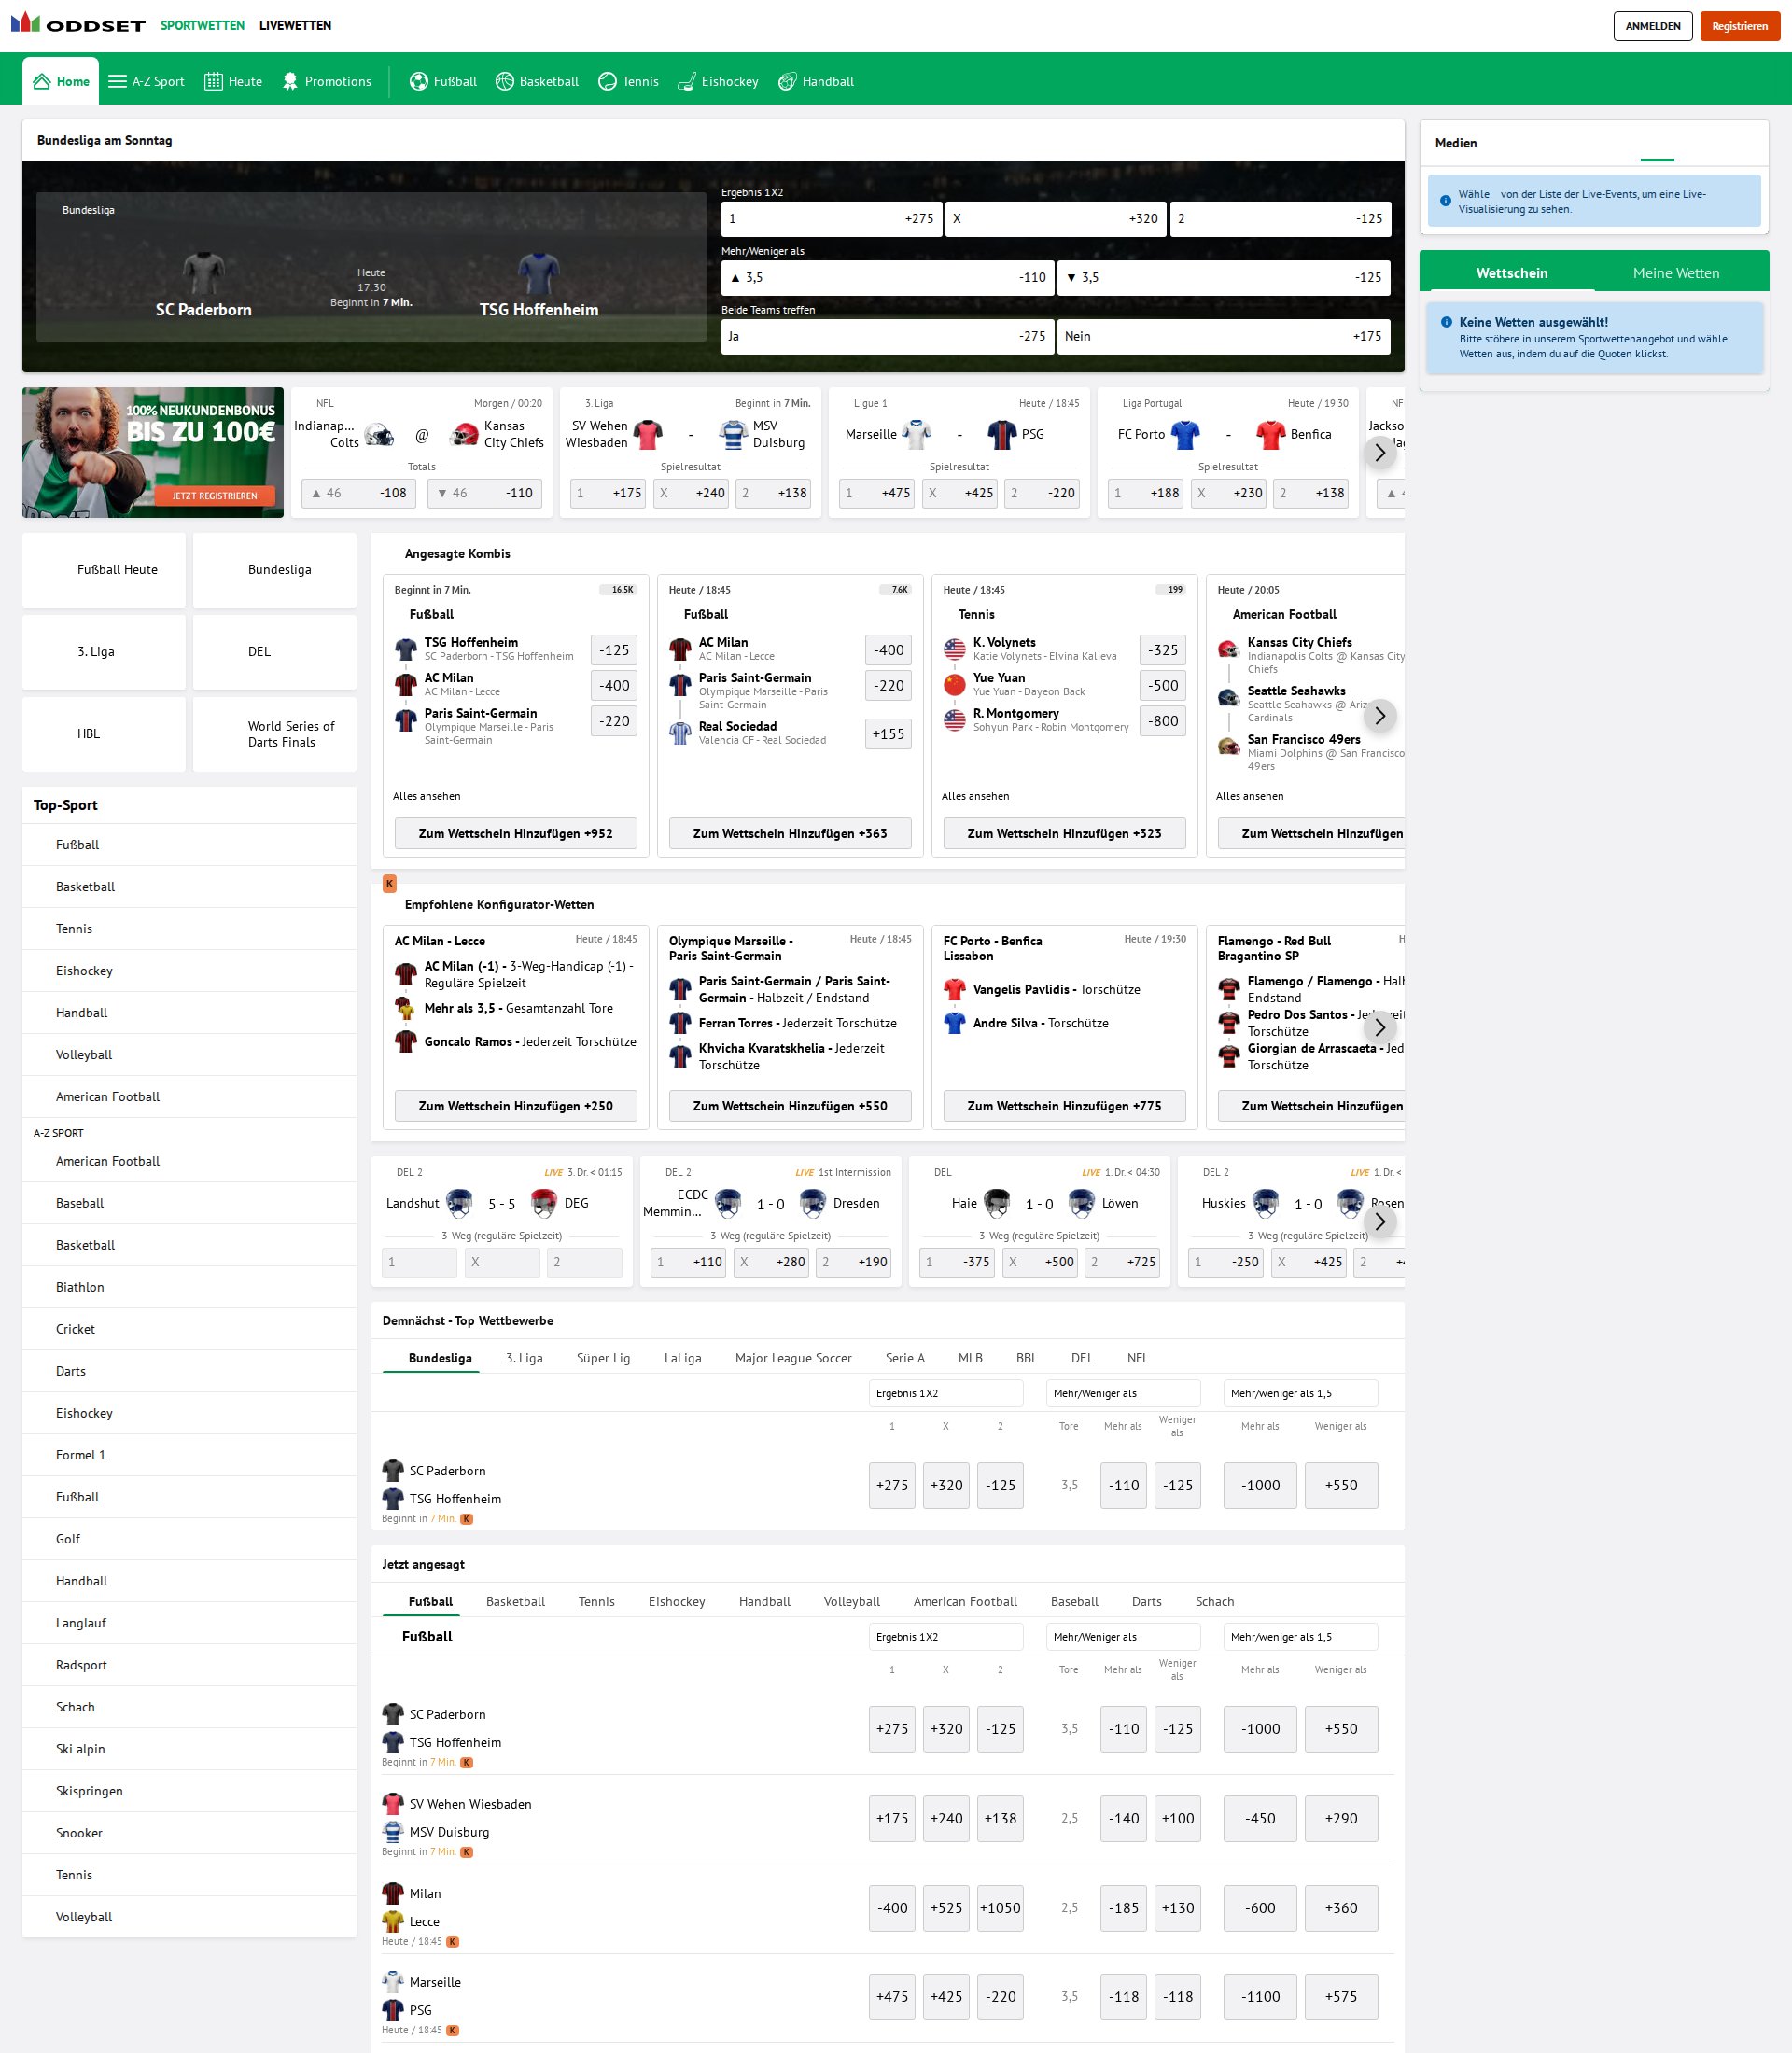 ODDSET SPORTWETTEN LIVEWETTEN ANMELDEN Registrieren
Home A-Z Sport Heute Promotions Fußball Basketball Tennis Eishockey Handball
Bundesliga am Sonntag
Bundesliga
Heute
17:30
Beginnt in 7 Min.
SC Paderborn TSG Hoffenheim
Ergebnis 1X2
1 +275 X +320 2 -125
Mehr/Weniger als
▲ 3,5 -110 ▼ 3,5 -125
Beide Teams treffen
Ja -275 Nein +175
Medien
Wähle von der Liste der Live-Events, um eine Live-
Visualisierung zu sehen.
Wettschein Meine Wetten
Keine Wetten ausgewählt!
Bitte stöbere in unserem Sportwettenangebot und wähle
Wetten aus, indem du auf die Quoten klickst.
100% NEUKUNDENBONUS
BIS ZU 100€
JETZT REGISTRIEREN
NFL Morgen / 00:20
Indianap... Colts @ Kansas City Chiefs
Totals
▲ 46 -108 ▼ 46 -110
3. Liga Beginnt in 7 Min.
SV Wehen Wiesbaden - MSV Duisburg
Spielresultat
1 +175 X +240 2 +138
Ligue 1 Heute / 18:45
Marseille - PSG
Spielresultat
1 +475 X +425 2 -220
Liga Portugal Heute / 19:30
FC Porto - Benfica
Spielresultat
1 +188 X +230 2 +138
Fußball Heute Bundesliga
3. Liga DEL
HBL World Series of
Darts Finals
Top-Sport
Fußball
Basketball
Tennis
Eishockey
Handball
Volleyball
American Football
A-Z SPORT
American Football
Baseball
Basketball
Biathlon
Cricket
Darts
Eishockey
Formel 1
Fußball
Golf
Handball
Langlauf
Radsport
Schach
Ski alpin
Skispringen
Snooker
Tennis
Volleyball
Angesagte Kombis
Beginnt in 7 Min. 16.5K
Fußball
TSG Hoffenheim -125
SC Paderborn - TSG Hoffenheim
AC Milan -400
AC Milan - Lecce
Paris Saint-Germain -220
Olympique Marseille - Paris
Saint-Germain
Alles ansehen
Zum Wettschein Hinzufügen +952
Heute / 18:45 7.6K
Fußball
AC Milan -400
AC Milan - Lecce
Paris Saint-Germain -220
Olympique Marseille - Paris
Saint-Germain
Real Sociedad +155
Valencia CF - Real Sociedad
Zum Wettschein Hinzufügen +363
Heute / 18:45 199
Tennis
K. Volynets -325
Katie Volynets - Elvina Kalieva
Yue Yuan -500
Yue Yuan - Dayeon Back
R. Montgomery -800
Sohyun Park - Robin Montgomery
Alles ansehen
Zum Wettschein Hinzufügen +323
Heute / 20:05
American Football
Kansas City Chiefs
Indianapolis Colts @ Kansas City
Chiefs
Seattle Seahawks
Seattle Seahawks @
Cardinals
San Francisco 49ers
Miami Dolphins @ San Francisco
49ers
Alles ansehen
Zum Wettschein Hinzufügen
K
Empfohlene Konfigurator-Wetten
AC Milan - Lecce Heute / 18:45
AC Milan (-1) - 3-Weg-Handicap (-1) -
Reguläre Spielzeit
Mehr als 3,5 - Gesamtanzahl Tore
Goncalo Ramos - Jederzeit Torschütze
Zum Wettschein Hinzufügen +250
Olympique Marseille - Heute / 18:45
Paris Saint-Germain
Paris Saint-Germain / Paris Saint-
Germain - Halbzeit / Endstand
Ferran Torres - Jederzeit Torschütze
Khvicha Kvaratskhelia - Jederzeit
Torschütze
Zum Wettschein Hinzufügen +550
FC Porto - Benfica Heute / 19:30
Lissabon
Vangelis Pavlidis - Torschütze
Andre Silva - Torschütze
Zum Wettschein Hinzufügen +775
Flamengo - Red Bull
Bragantino SP
Flamengo / Flamengo -
Endstand
Pedro Dos Santos -
Torschütze
Giorgian de Arrascaeta -
Torschütze
Zum Wettschein Hinzufügen
DEL 2 LIVE 3. Dr. < 01:15
Landshut 5 - 5 DEG
3-Weg (reguläre Spielzeit)
1 X 2
DEL 2 LIVE 1st Intermission
ECDC Memmin... 1 - 0 Dresden
3-Weg (reguläre Spielzeit)
1 +110 X +280 2 +190
DEL LIVE 1. Dr. < 04:30
Haie 1 - 0 Löwen
3-Weg (reguläre Spielzeit)
1 -375 X +500 2 +725
DEL 2 LIVE 1. Dr. <
Huskies 1 - 0
3-Weg (reguläre Spielzeit)
1 -250 X +425 2
Demnächst - Top Wettbewerbe
Bundesliga 3. Liga Süper Lig LaLiga Major League Soccer Serie A MLB BBL DEL NFL
Ergebnis 1X2 Mehr/Weniger als Mehr/weniger als 1,5
1 X 2 Tore Mehr als Weniger als Mehr als Weniger als
SC Paderborn
TSG Hoffenheim
+275 +320 -125 3,5 -110 -125 -1000 +550
Beginnt in 7 Min. K
Jetzt angesagt
Fußball Basketball Tennis Eishockey Handball Volleyball American Football Baseball Darts Schach
Fußball Ergebnis 1X2 Mehr/Weniger als Mehr/weniger als 1,5
1 X 2 Tore Mehr als Weniger als Mehr als Weniger als
SC Paderborn
TSG Hoffenheim
+275 +320 -125 3,5 -110 -125 -1000 +550
Beginnt in 7 Min. K
SV Wehen Wiesbaden
MSV Duisburg
+175 +240 +138 2,5 -140 +100 -450 +290
Beginnt in 7 Min. K
Milan
Lecce
-400 +525 +1050 2,5 -185 +130 -600 +360
Heute / 18:45 K
Marseille
PSG
+475 +425 -220 3,5 -118 -118 -1100 +575
Heute / 18:45 K